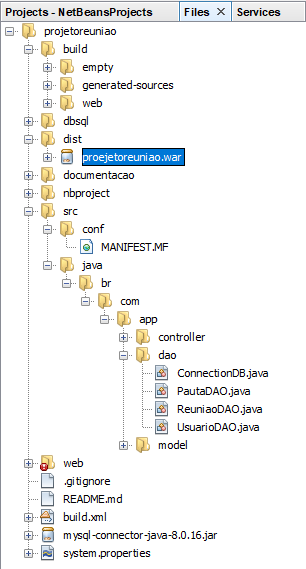 Projects - NetBeansProjects Files × Services
projetoreuniao
build
empty
generated-sources
web
dbsql
dist
proejetoreuniao.war
documentacao
nbproject
src
conf
MANIFEST.MF
java
br
com
app
controller
dao
ConnectionDB.java
PautaDAO.java
ReuniaoDAO.java
UsuarioDAO.java
model
web
.gitignore
README.md
build.xml
mysql-connector-java-8.0.16.jar
system.properties